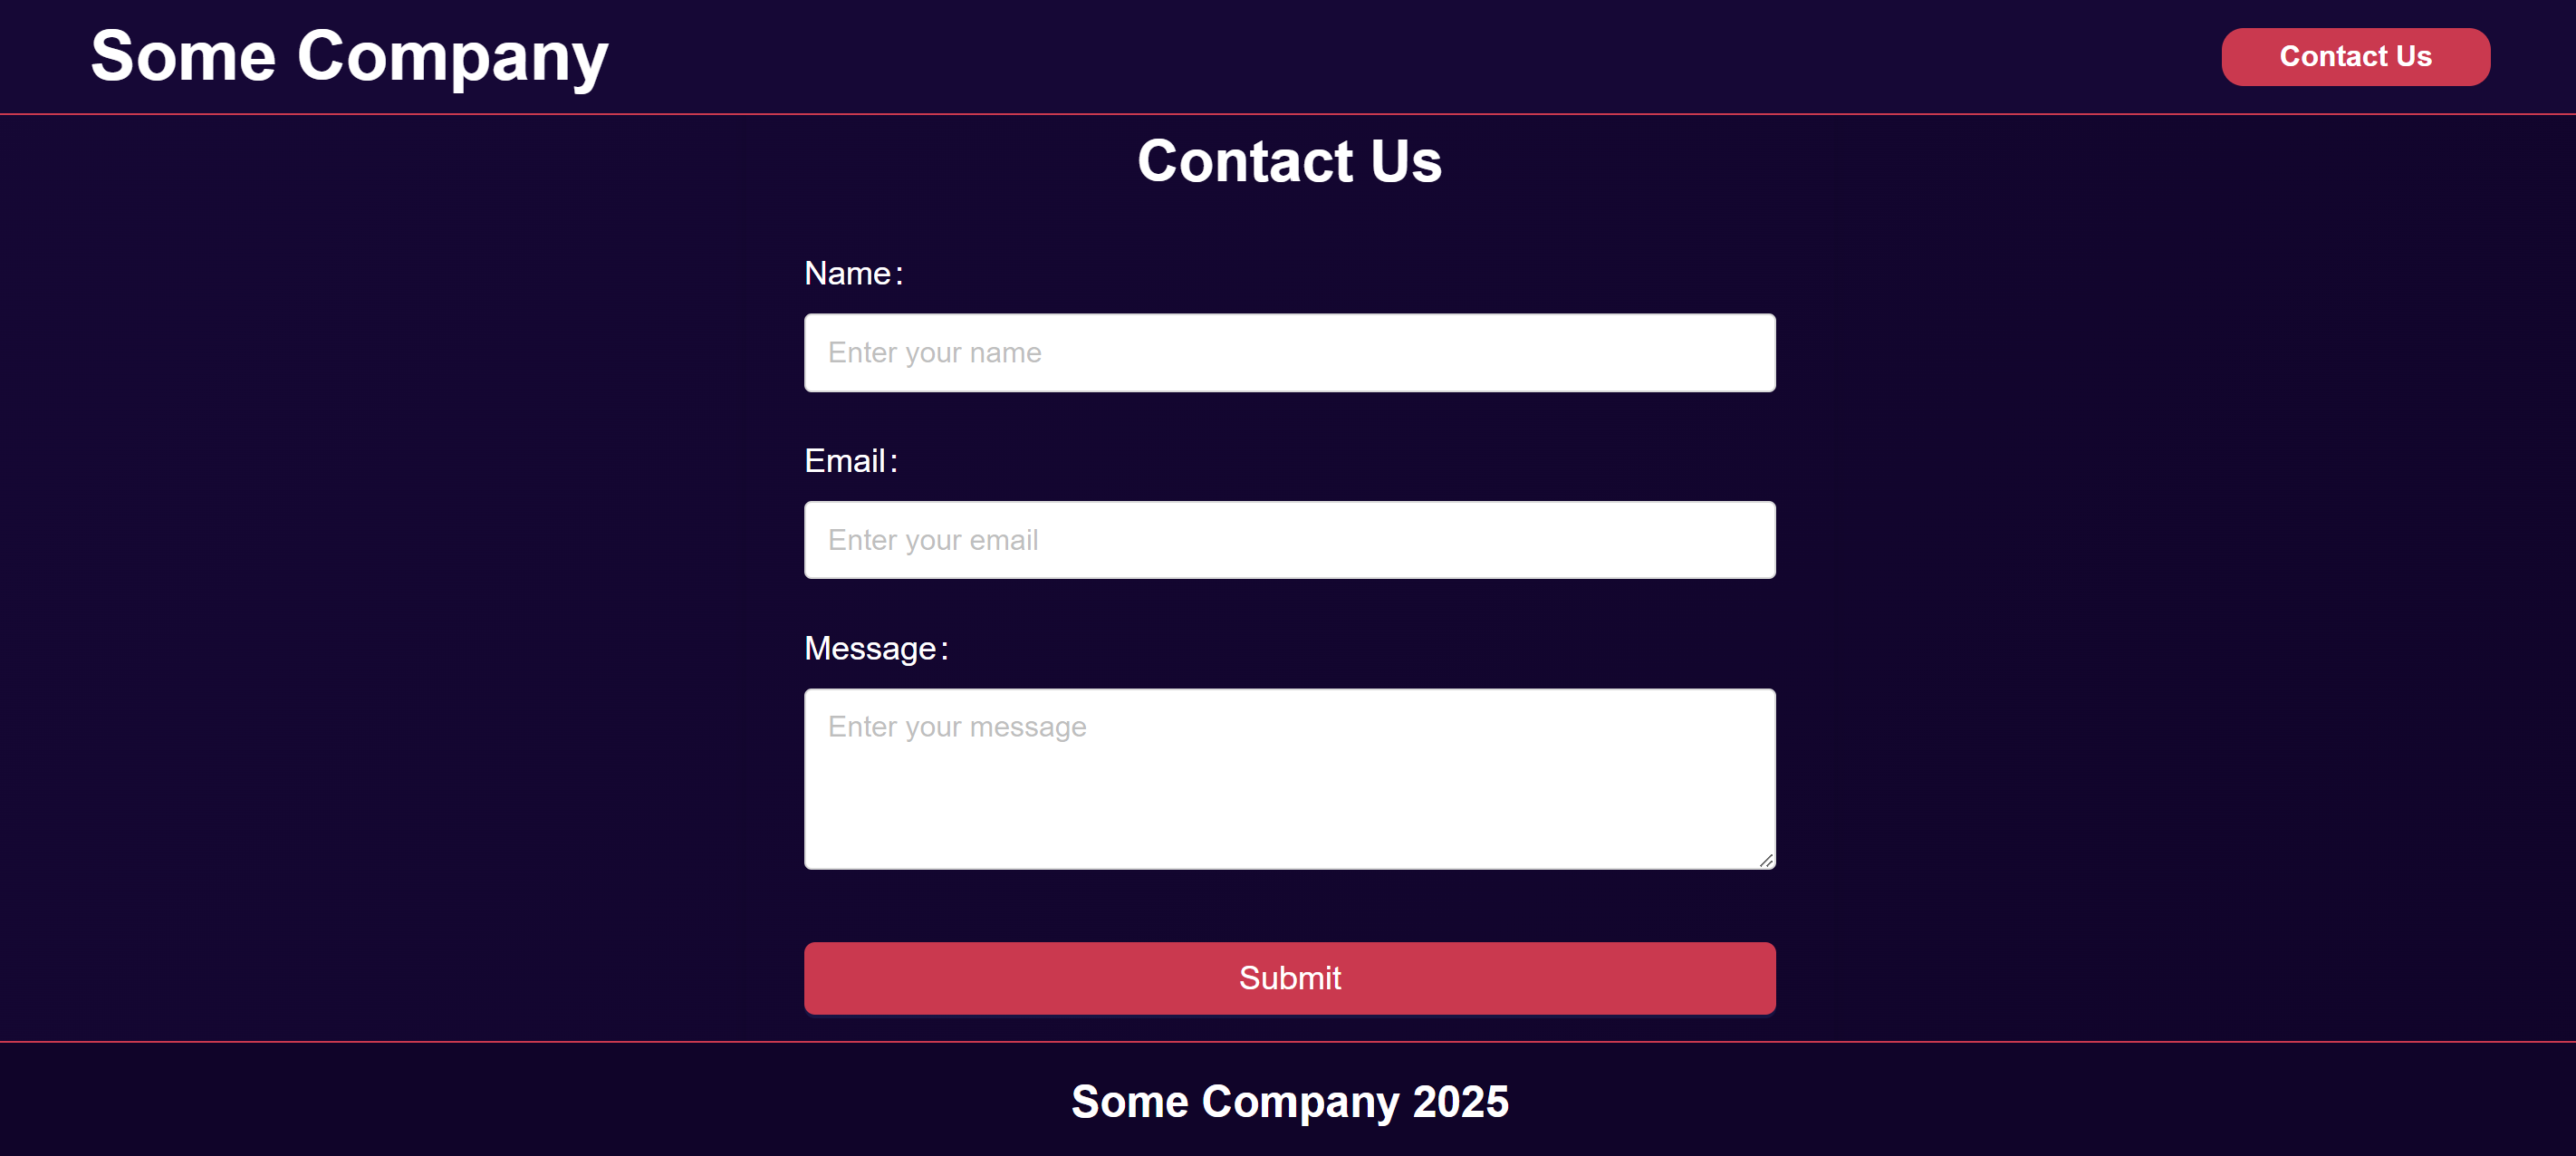 Some Company
Contact Us
Contact Us
Name:
Enter your name
Email:
Enter your email
Message:
Enter your message
Submit
Some Company 2025